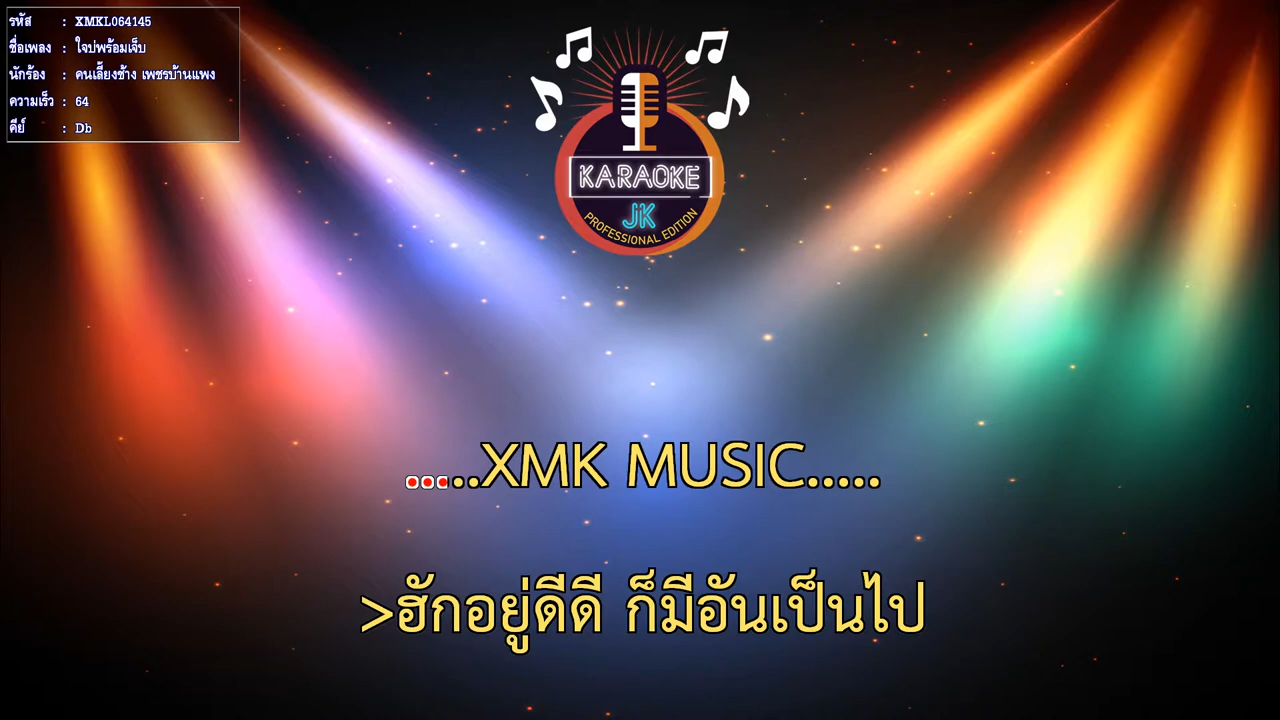 รหัส : XMKL064145
ชื่อเพลง : ใจบ่พร้อมเจ็บ
นักร้อง : คนเลี้ยงช้าง เพชรบ้านแพง
ความเร็ว : 64
คีย์ : Db
KARAOKE
JK
PROFESSIONAL EDITION
.....XMK MUSIC.....
>ฮักอยู่ดีดี ก็มีอันเป็นไป